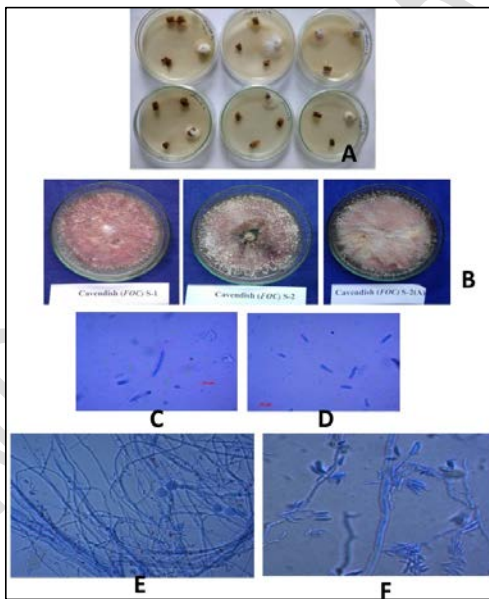 A
Cavendish (FOC) S-1
Cavendish (FOC) S-2
Cavendish (FOC) S-2(A)
B
C
D
E
F